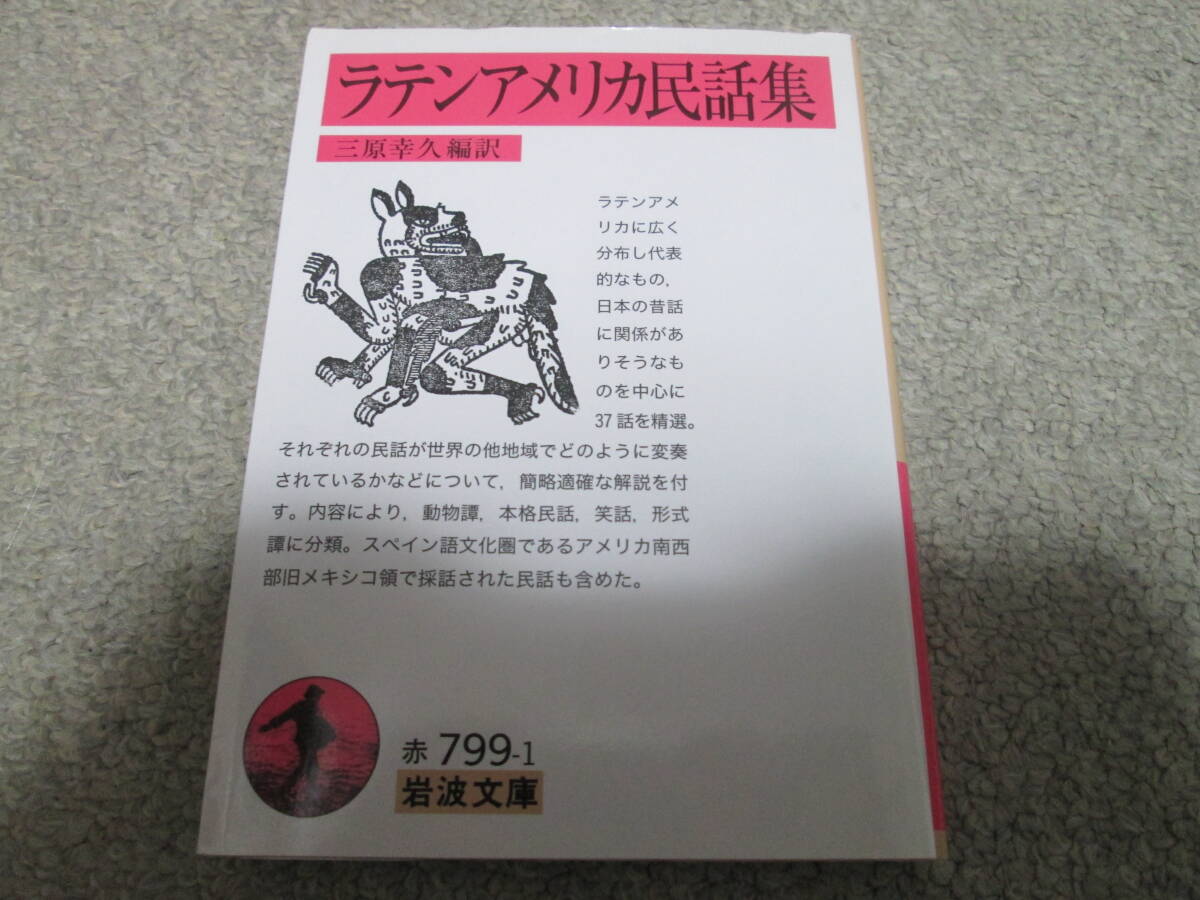 ラテンアメリカ民話集
三原幸久編訳
ラテンアメ
リカに広く
分布し代表
的なもの，
日本の昔話
に関係があ
りそうなも
のを中心に
37話を精選。
それぞれの民話が世界の他地域でどのように変奏
されているかなどについて，簡略適確な解説を付
す。内容により，動物譚，本格民話，笑話，形式
譚に分類。スペイン語文化圏であるアメリカ南西
部旧メキシコ領で採話された民話も含めた。
赤 799-1
岩波文庫